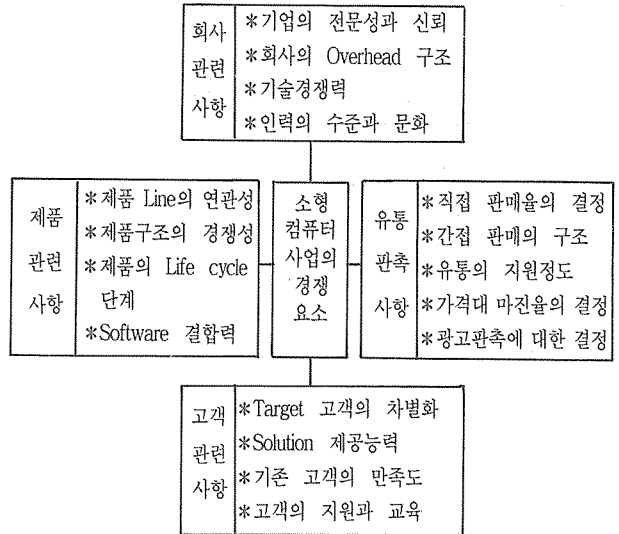 회사
관련
사항
*기업의 전문성과 신뢰
*회사의 Overhead 구조
*기술경쟁력
*인력의 수준과 문화
제품
관련
사항
*제품 Line의 연관성
*제품구조의 경쟁성
*제품의 Life cycle
단계
*Software 결합력
소형
컴퓨터
사업의
경쟁
요소
유통
판촉
사항
*직접 판매율의 결정
*간접 판매의 구조
*유통의 지원정도
*가격대 마진율의 결정
*광고판촉에 대한 결정
고객
관련
사항
*Target 고객의 차별화
*Solution 제공능력
*기존 고객의 만족도
*고객의 지원과 교육